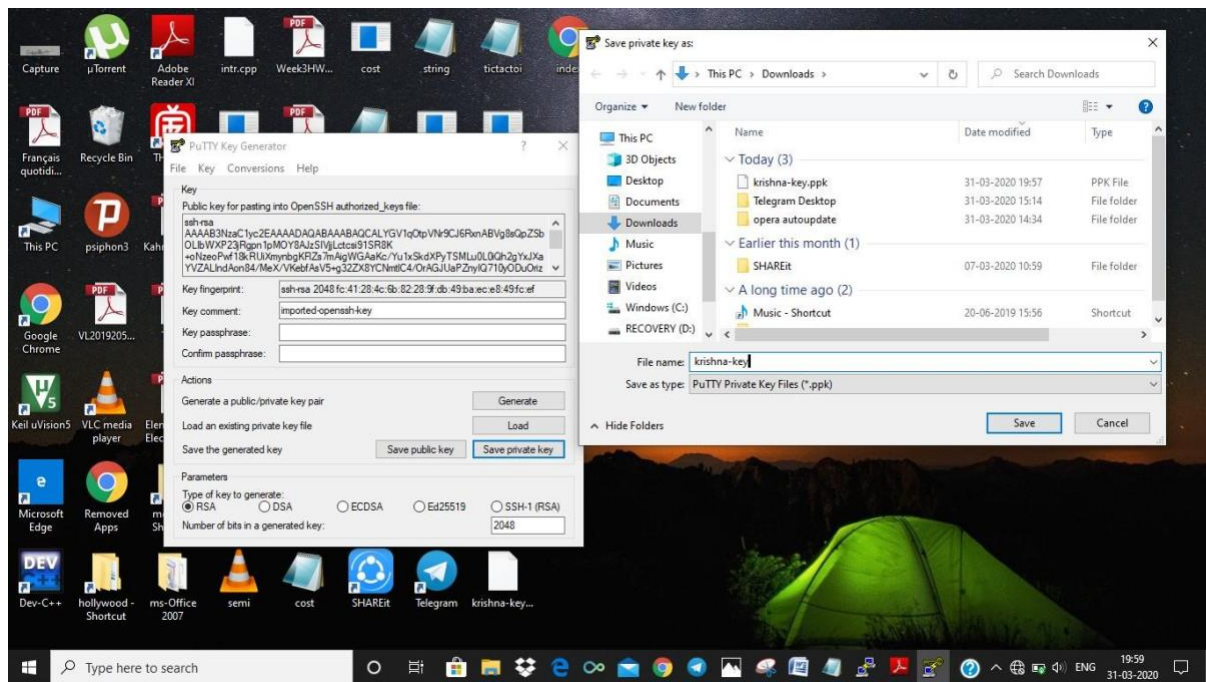 Capture
µTorrent
Adobe
Reader XI
intr.cpp
Week3HW...
cost
string
tictactoi
index
Français
quotidi...
Recycle Bin
This PC
psiphon3
Google
Chrome
VL2019205...
Keil uVision5
VLC media
player
Microsoft
Edge
Removed
Apps
Dev-C++
hollywood -
Shortcut
ms-Office
2007
semi
cost
SHAREit
Telegram
krishna-key...
PuTTY Key Generator
File Key Conversions Help
Key
Public key for pasting into OpenSSH authorized_keys file:
ssh-rsa
Key fingerprint: ssh-rsa 2048 fc:41:28:4c:6b:82:28:9f:db:49:ba:ec:e8:49:fc:ef
Key comment: imported-openssh-key
Key passphrase:
Confirm passphrase:
Actions
Generate a public/private key pair Generate
Load an existing private key file Load
Save the generated key Save public key Save private key
Parameters
Type of key to generate:
RSA DSA ECDSA Ed25519 SSH-1 (RSA)
Number of bits in a generated key: 2048
Save private key as:
This PC > Downloads >
Search Downloads
Organize New folder
This PC
3D Objects
Desktop
Documents
Downloads
Music
Pictures
Videos
Windows (C:)
RECOVERY (D:)
Name Date modified Type
Today (3)
krishna-key.ppk 31-03-2020 19:57 PPK File
Telegram Desktop 31-03-2020 15:14 File folder
opera autoupdate 31-03-2020 14:34 File folder
Earlier this month (1)
SHAREit 07-03-2020 10:59 File folder
A long time ago (2)
Music - Shortcut 20-06-2019 15:56 Shortcut
File name: krishna-key
Save as type: PuTTY Private Key Files (*.ppk)
Hide Folders
Save Cancel
Type here to search
ENG
19:59
31-03-2020